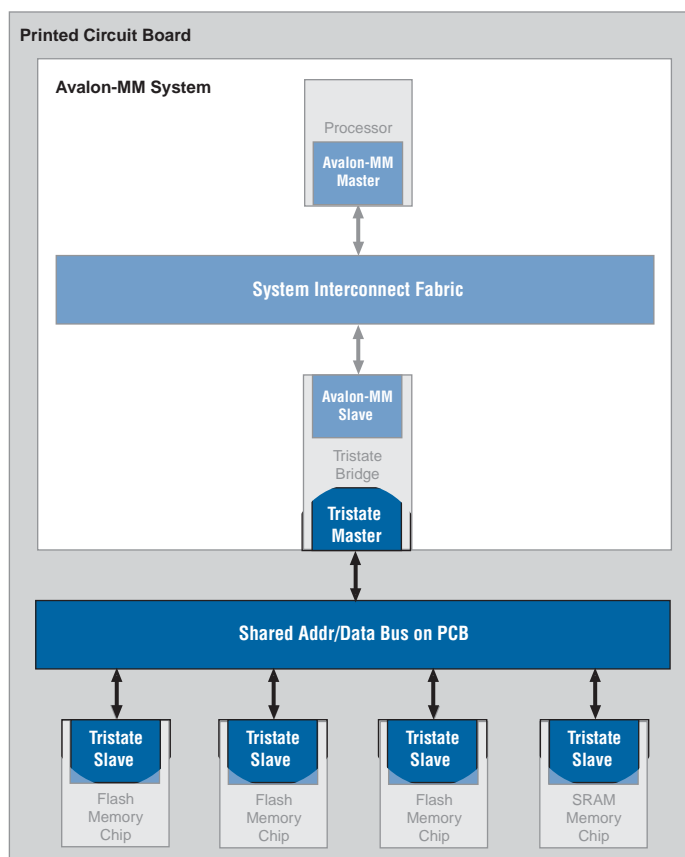 Printed Circuit Board
Avalon-MM System
Processor
Avalon-MM
Master
System Interconnect Fabric
Avalon-MM
Slave
Tristate
Bridge
Tristate
Master
Shared Addr/Data Bus on PCB
Tristate
Slave
Flash
Memory
Chip
Tristate
Slave
Flash
Memory
Chip
Tristate
Slave
Flash
Memory
Chip
Tristate
Slave
SRAM
Memory
Chip